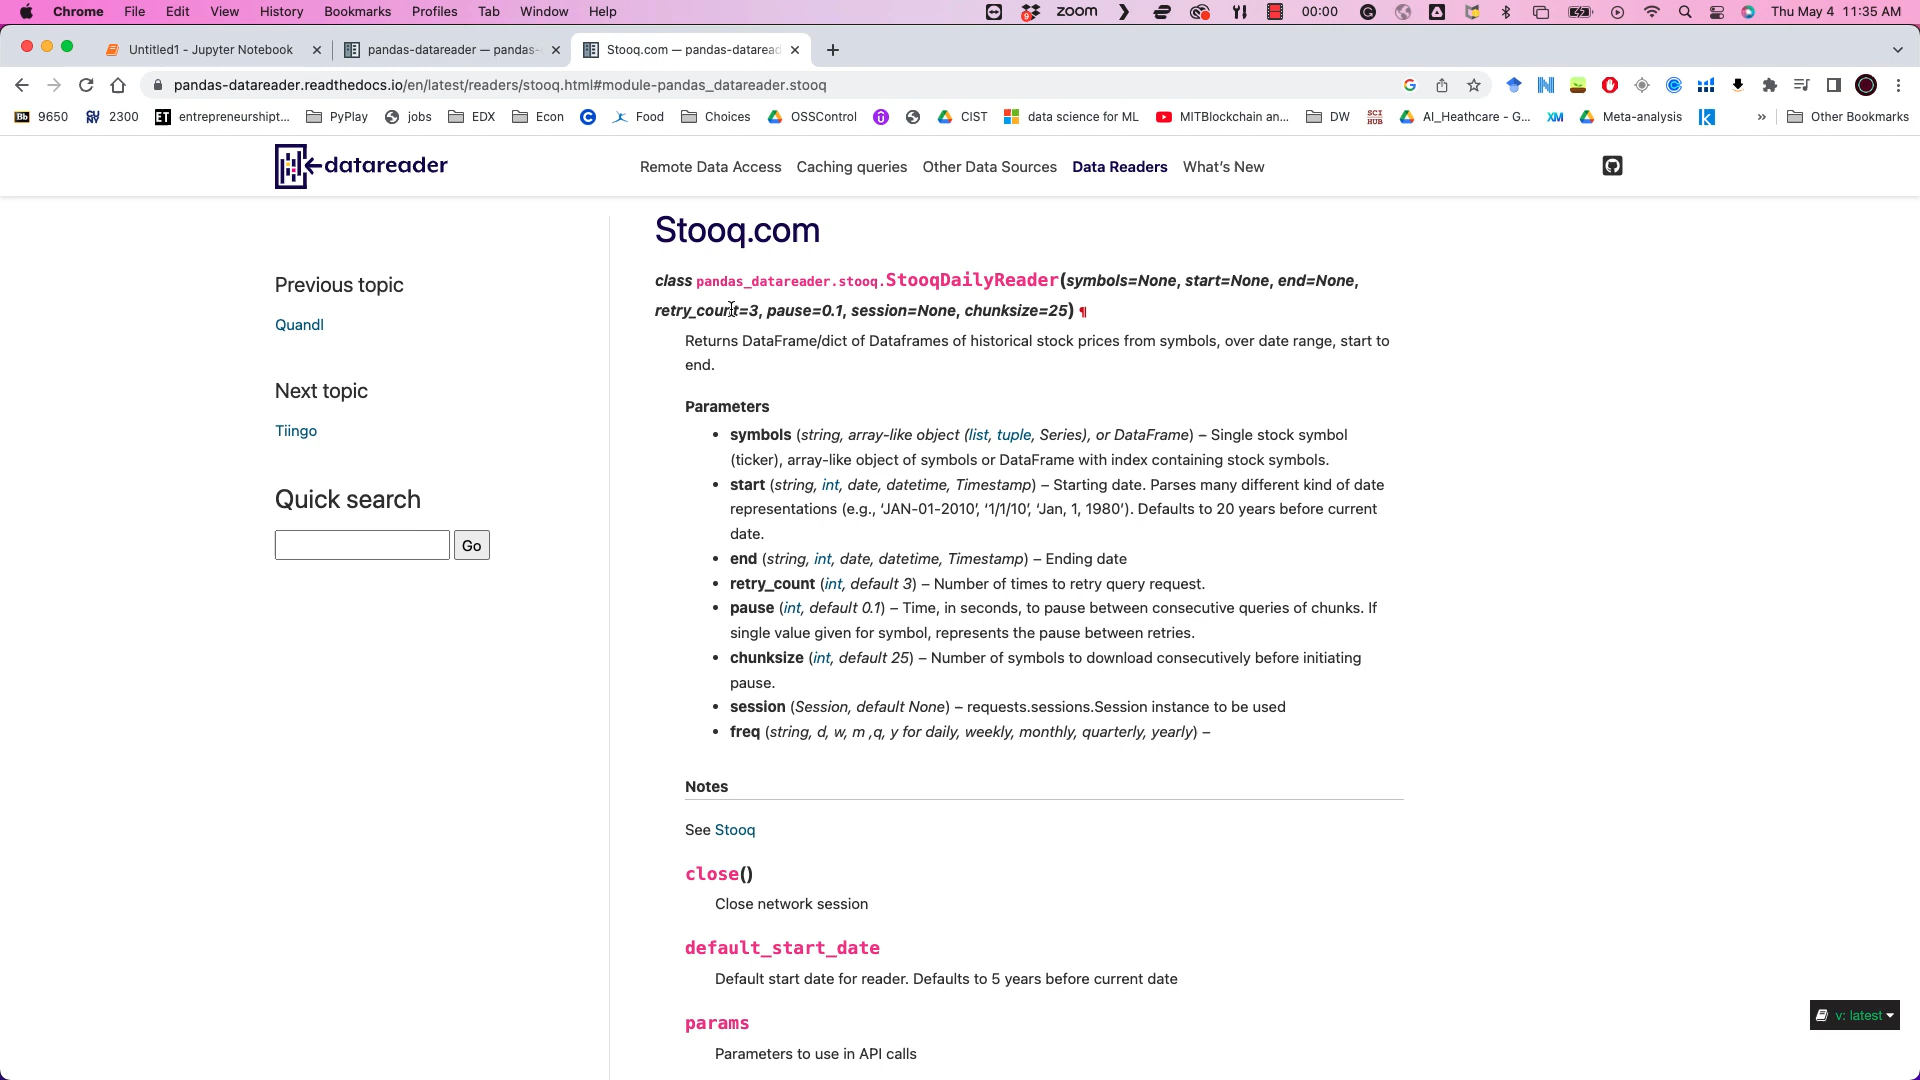 Chrome File Edit View History Bookmarks Profiles Tab Window Help zoom 00:00 Thu May 4 11:35 AM
Untitled1 - Jupyter Notebook pandas-datareader — pandas- Stooq.com — pandas-datareader
pandas-datareader.readthedocs.io/en/latest/readers/stooq.html#module-pandas_datareader.stooq
Bb 9650 2300 ET entrepreneurshipt... PyPlay jobs EDX Econ Food Choices OSSControl CIST data science for ML MITBlockchain an... DW SCI HUB AI_Heathcare - G... XM Meta-analysis » Other Bookmarks
datareader Remote Data Access Caching queries Other Data Sources Data Readers What's New
Previous topic
Quandl
Next topic
Tiingo
Quick search
Go
Stooq.com
class pandas_datareader.stooq.StooqDailyReader(symbols=None, start=None, end=None,
retry_count=3, pause=0.1, session=None, chunksize=25) ¶
Returns DataFrame/dict of Dataframes of historical stock prices from symbols, over date range, start to
end.
Parameters
• symbols (string, array-like object (list, tuple, Series), or DataFrame) – Single stock symbol
(ticker), array-like object of symbols or DataFrame with index containing stock symbols.
• start (string, int, date, datetime, Timestamp) – Starting date. Parses many different kind of date
representations (e.g., ‘JAN-01-2010’, ‘1/1/10’, ‘Jan, 1, 1980’). Defaults to 20 years before current
date.
• end (string, int, date, datetime, Timestamp) – Ending date
• retry_count (int, default 3) – Number of times to retry query request.
• pause (int, default 0.1) – Time, in seconds, to pause between consecutive queries of chunks. If
single value given for symbol, represents the pause between retries.
• chunksize (int, default 25) – Number of symbols to download consecutively before initiating
pause.
• session (Session, default None) – requests.sessions.Session instance to be used
• freq (string, d, w, m ,q, y for daily, weekly, monthly, quarterly, yearly) –
Notes
See Stooq
close()
Close network session
default_start_date
Default start date for reader. Defaults to 5 years before current date
params
Parameters to use in API calls
v: latest